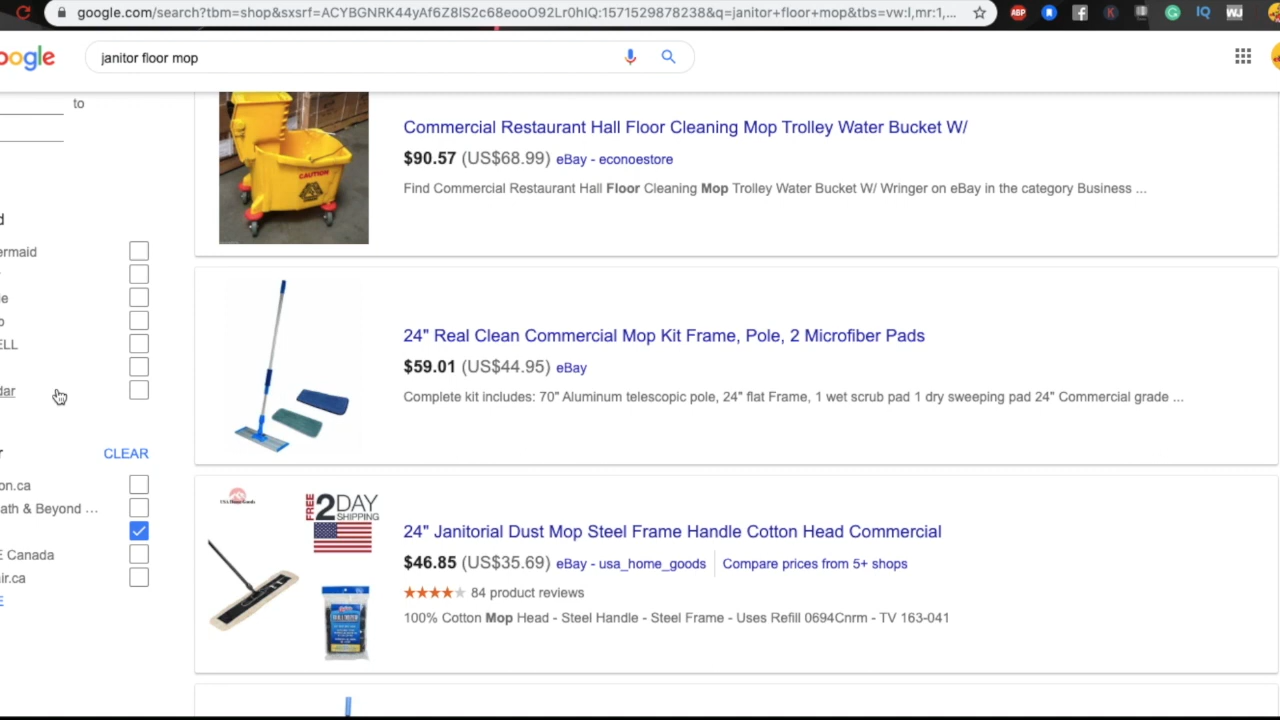 google.com/search?tbm=shop&sxsrf=ACYBGNRK44yAf6Z8IS2c68eooO92Lr0hIQ:1571529878238&q=janitor+floor+mop&tbs=vw:l,mr:1,...
ABP
IQ
WJ
oogle
janitor floor mop
to
Commercial Restaurant Hall Floor Cleaning Mop Trolley Water Bucket W/
$90.57 (US$68.99) eBay - econoestore
Find Commercial Restaurant Hall Floor Cleaning Mop Trolley Water Bucket W/ Wringer on eBay in the category Business ...
CAUTION
d
ermaid
e
o
ELL
dar
24" Real Clean Commercial Mop Kit Frame, Pole, 2 Microfiber Pads
$59.01 (US$44.95) eBay
Complete kit includes: 70" Aluminum telescopic pole, 24" flat Frame, 1 wet scrub pad 1 dry sweeping pad 24" Commercial grade ...
r CLEAR
on.ca
ath & Beyond ...
E Canada
ir.ca
E
FREE 2 DAY SHIPPING
24" Janitorial Dust Mop Steel Frame Handle Cotton Head Commercial
$46.85 (US$35.69) eBay - usa_home_goods Compare prices from 5+ shops
84 product reviews
100% Cotton Mop Head - Steel Handle - Steel Frame - Uses Refill 0694Cnrm - TV 163-041